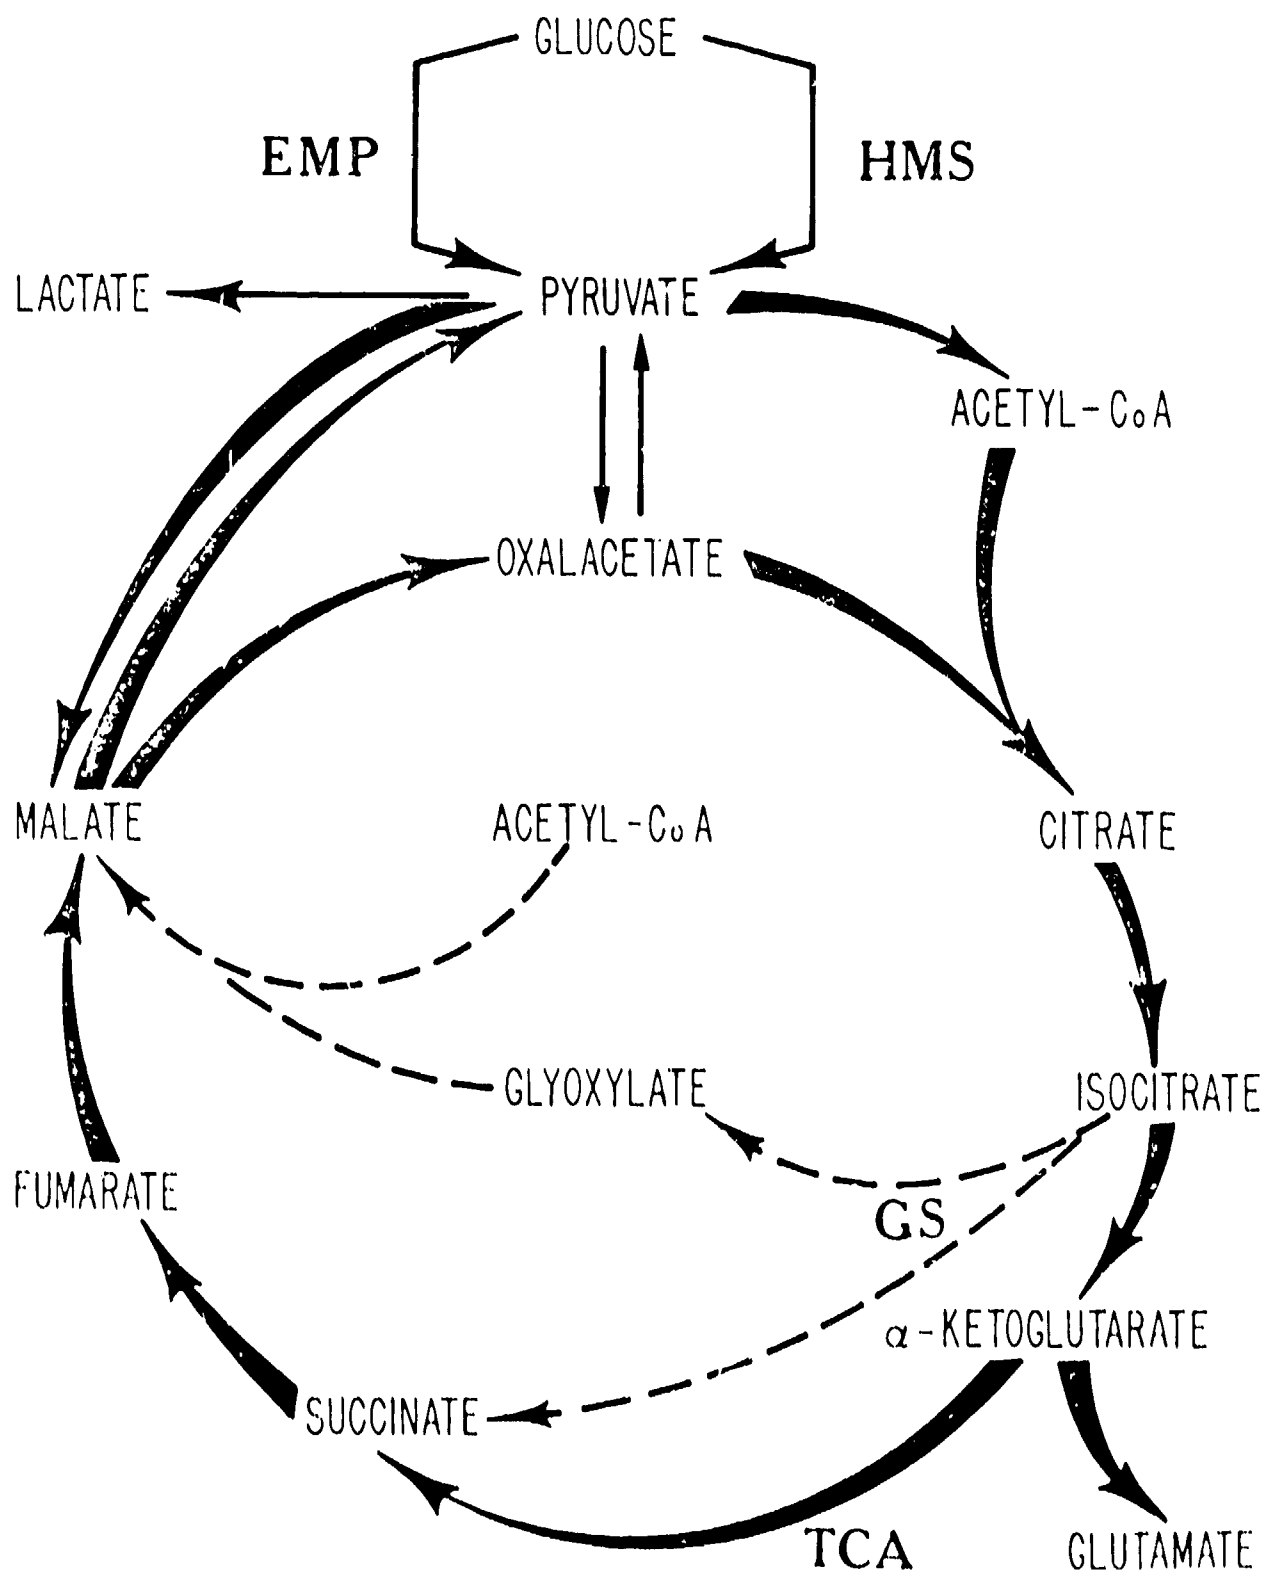 GLUCOSE
EMP
HMS
LACTATE
PYRUVATE
ACETYL-CoA
OXALACETATE
MALATE
ACETYL-CoA
CITRATE
GLYOXYLATE
ISOCITRATE
FUMARATE
GS
α-KETOGLUTARATE
SUCCINATE
TCA
GLUTAMATE